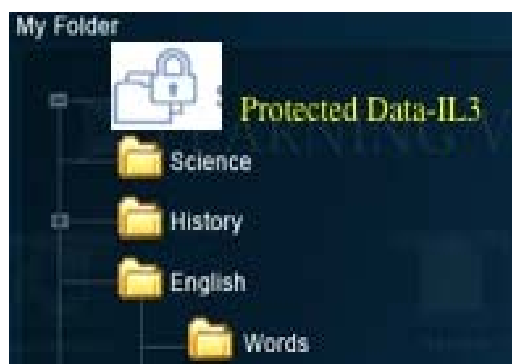 My Folder
Protected Data-IL3
Science
History
English
Words